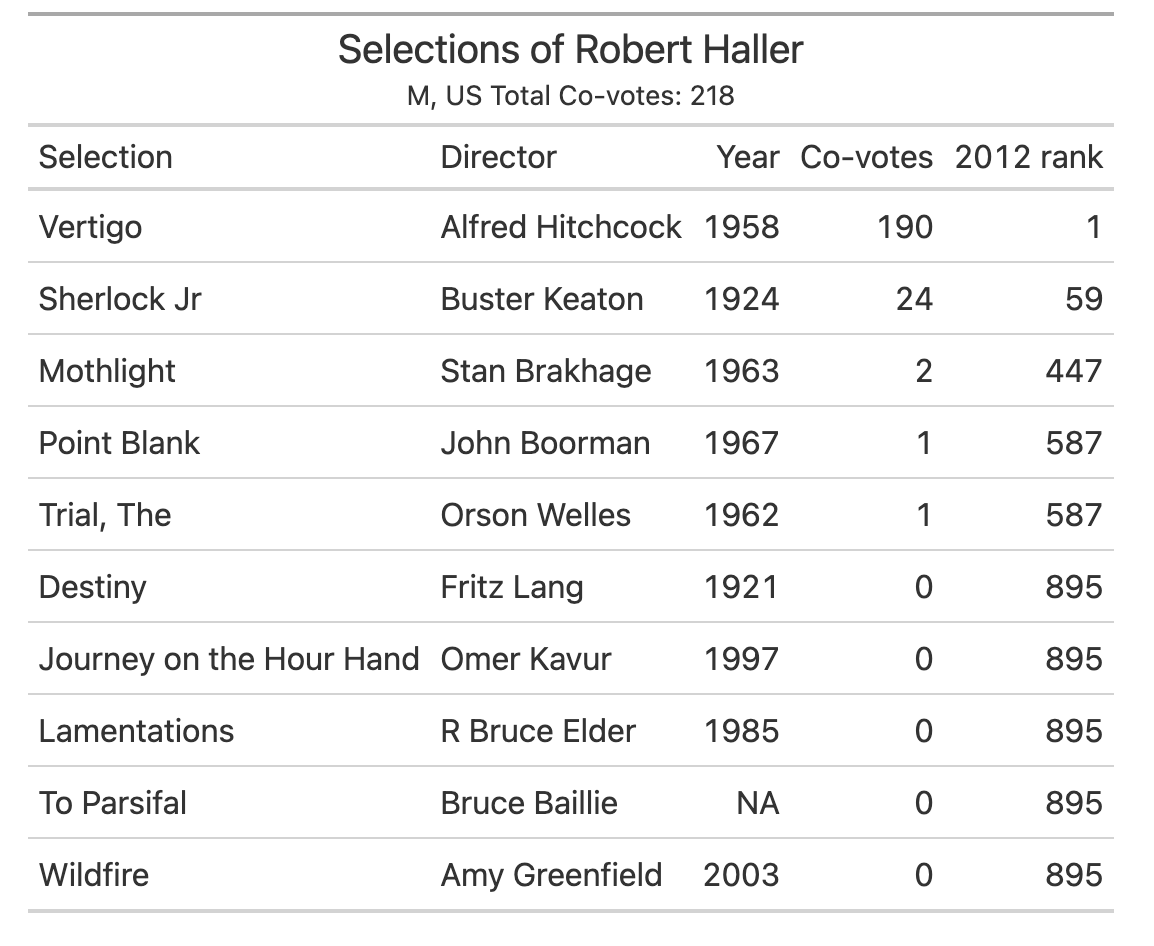 Selections of Robert Haller
M, US Total Co-votes: 218
Selection Director Year Co-votes 2012 rank
Vertigo Alfred Hitchcock 1958 190 1
Sherlock Jr Buster Keaton 1924 24 59
Mothlight Stan Brakhage 1963 2 447
Point Blank John Boorman 1967 1 587
Trial, The Orson Welles 1962 1 587
Destiny Fritz Lang 1921 0 895
Journey on the Hour Hand Omer Kavur 1997 0 895
Lamentations R Bruce Elder 1985 0 895
To Parsifal Bruce Baillie NA 0 895
Wildfire Amy Greenfield 2003 0 895